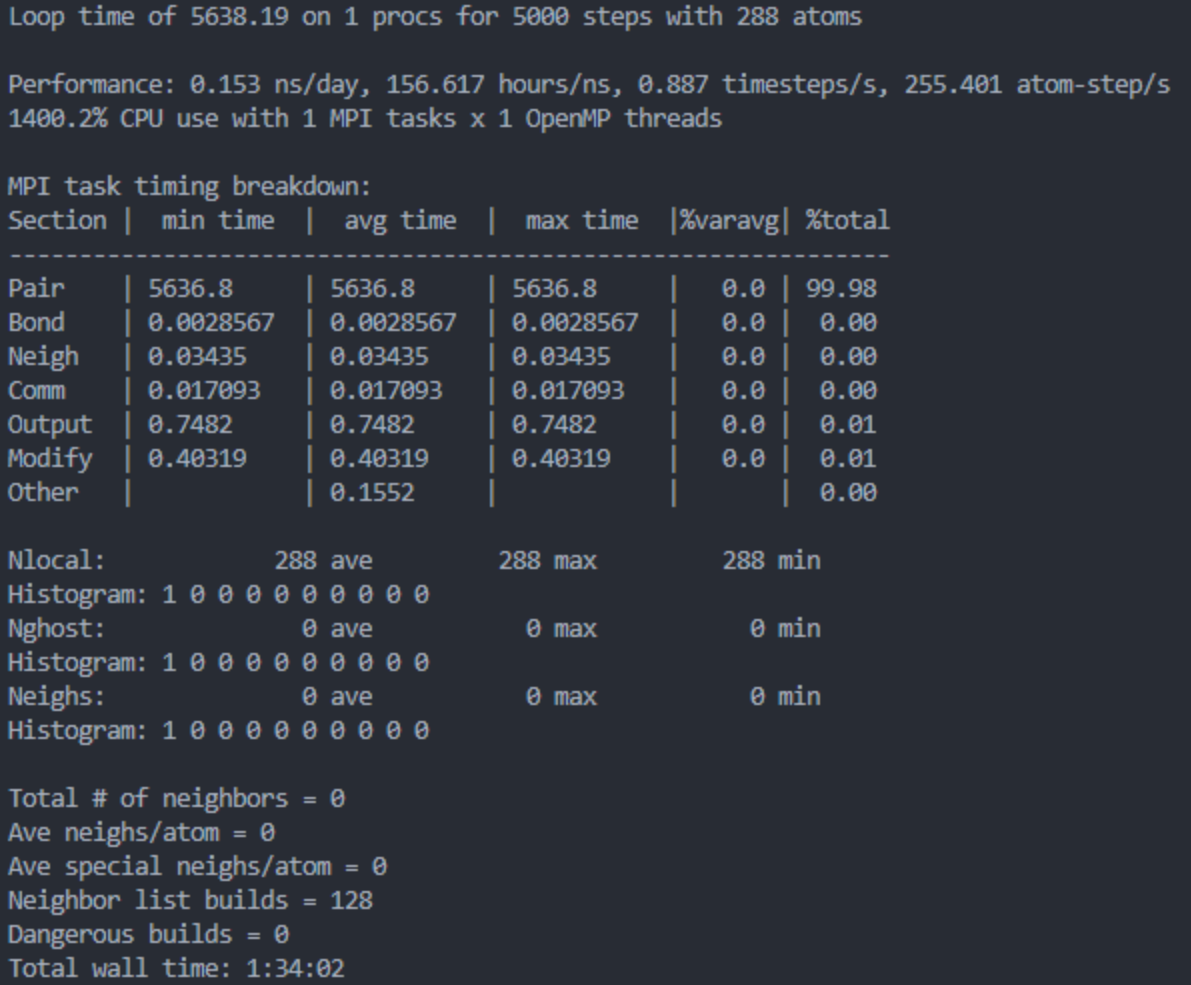 Loop time of 5638.19 on 1 procs for 5000 steps with 288 atoms
Performance: 0.153 ns/day, 156.617 hours/ns, 0.887 timesteps/s, 255.401 atom-step/s
1400.2% CPU use with 1 MPI tasks x 1 OpenMP threads
MPI task timing breakdown:
Section |  min time  |  avg time  |  max time  |%varavg| %total
---------------------------------------------------------------
Pair    | 5636.8     | 5636.8     | 5636.8     |   0.0 | 99.98
Bond    | 0.0028567  | 0.0028567  | 0.0028567  |   0.0 |  0.00
Neigh   | 0.03435    | 0.03435    | 0.03435    |   0.0 |  0.00
Comm    | 0.017093   | 0.017093   | 0.017093   |   0.0 |  0.00
Output  | 0.7482     | 0.7482     | 0.7482     |   0.0 |  0.01
Modify  | 0.40319    | 0.40319    | 0.40319    |   0.0 |  0.01
Other   |            | 0.1552     |            |       |  0.00
Nlocal:            288 ave         288 max         288 min
Histogram: 1 0 0 0 0 0 0 0 0 0
Nghost:              0 ave           0 max           0 min
Histogram: 1 0 0 0 0 0 0 0 0 0
Neighs:              0 ave           0 max           0 min
Histogram: 1 0 0 0 0 0 0 0 0 0
Total # of neighbors = 0
Ave neighs/atom = 0
Ave special neighs/atom = 0
Neighbor list builds = 128
Dangerous builds = 0
Total wall time: 1:34:02